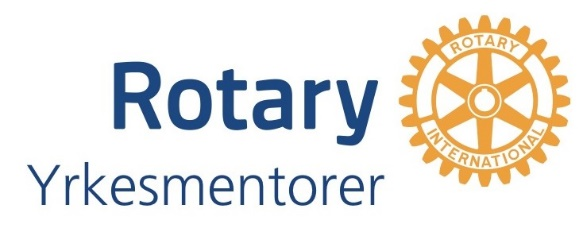 Rotary
Yrkesmentorer
ROTARY
INTERNATIONAL